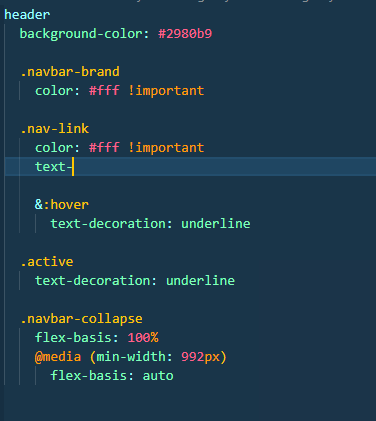 header
  background-color: #2980b9

  .navbar-brand
    color: #fff !important

  .nav-link
    color: #fff !important
    text-

    &:hover
      text-decoration: underline

  .active
    text-decoration: underline

  .navbar-collapse
    flex-basis: 100%
    @media (min-width: 992px)
      flex-basis: auto